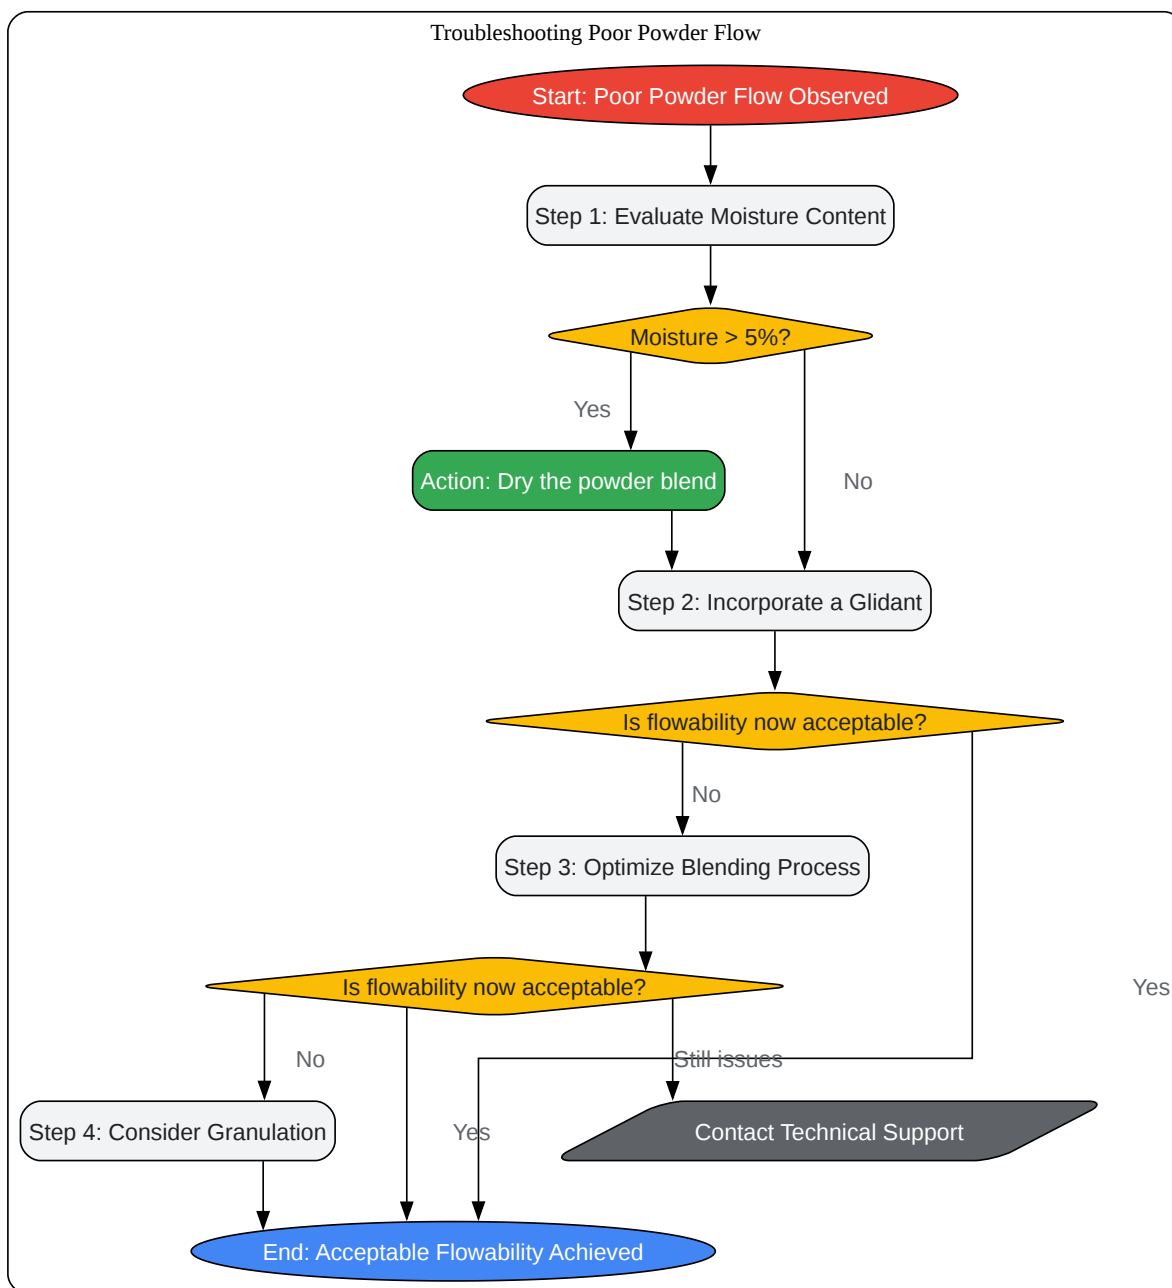 Troubleshooting Poor Powder Flow
Start: Poor Powder Flow Observed
Step 1: Evaluate Moisture Content
Moisture > 5%?
Yes
Action: Dry the powder blend
No
Step 2: Incorporate a Glidant
Is flowability now acceptable?
No
Step 3: Optimize Blending Process
Is flowability now acceptable?
Yes
No
Still issues
Step 4: Consider Granulation
Yes
Contact Technical Support
End: Acceptable Flowability Achieved